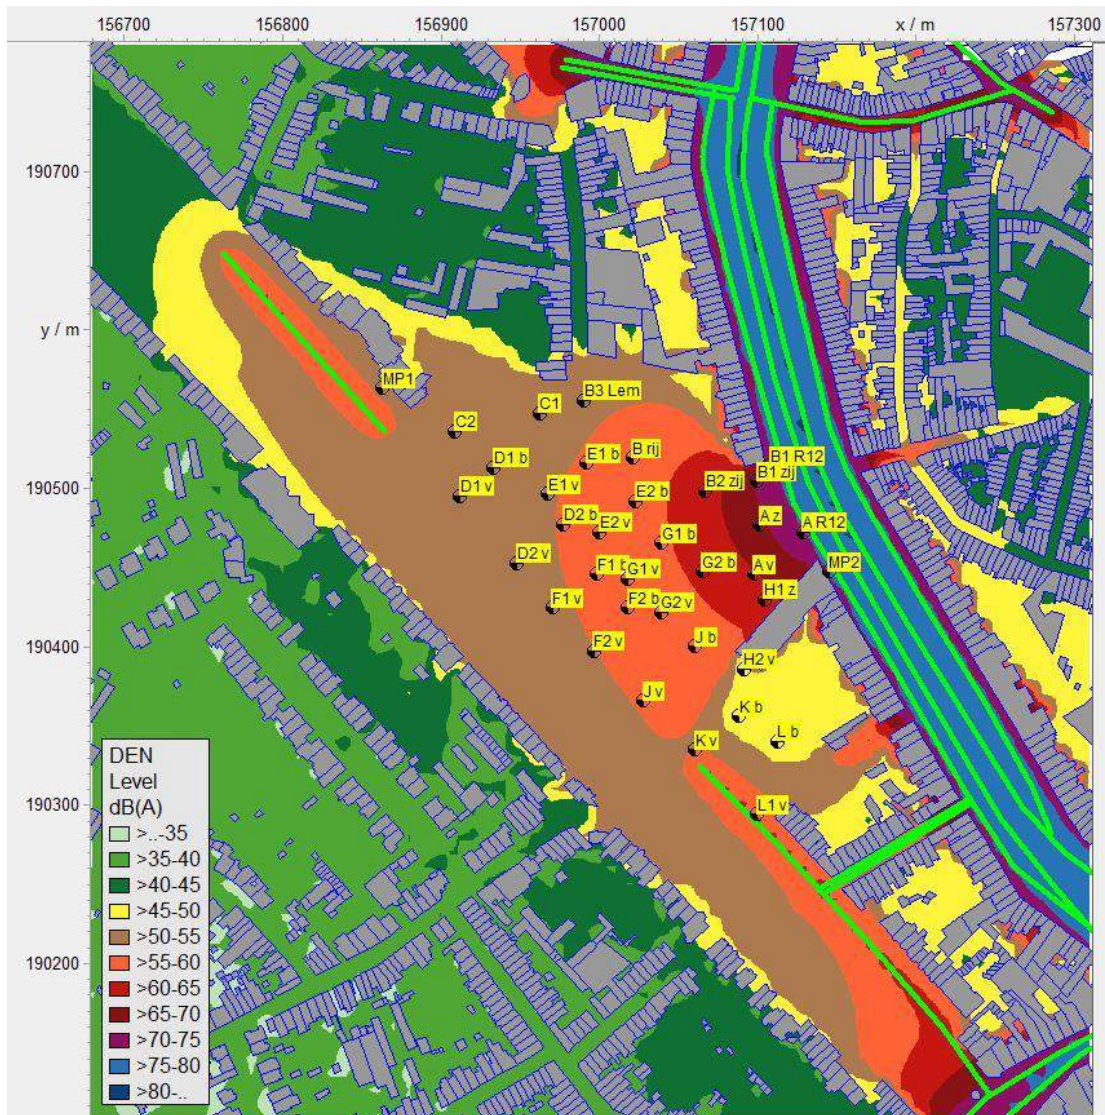 156700 156800 156900 157000 157100 x / m 157300
190700
y / m
190500
190400
190300
190200
MP1
B3 Lem
C1
C2
B1 R12
B1 zij
E1 b
B rij
D1 b
B2 zij
D1 v
E1 v
E2 b
D2 b
E2 v
A z
A R12
G1 b
D2 v
F1 b
G1 v
G2 b
A v
MP2
F1 v
F2 b
G2 v
H1 z
F2 v
J b
H2 v
J v
K b
K v
L b
L1 v
DEN
Level
dB(A)
>..-35
>35-40
>40-45
>45-50
>50-55
>55-60
>60-65
>65-70
>70-75
>75-80
>80-..